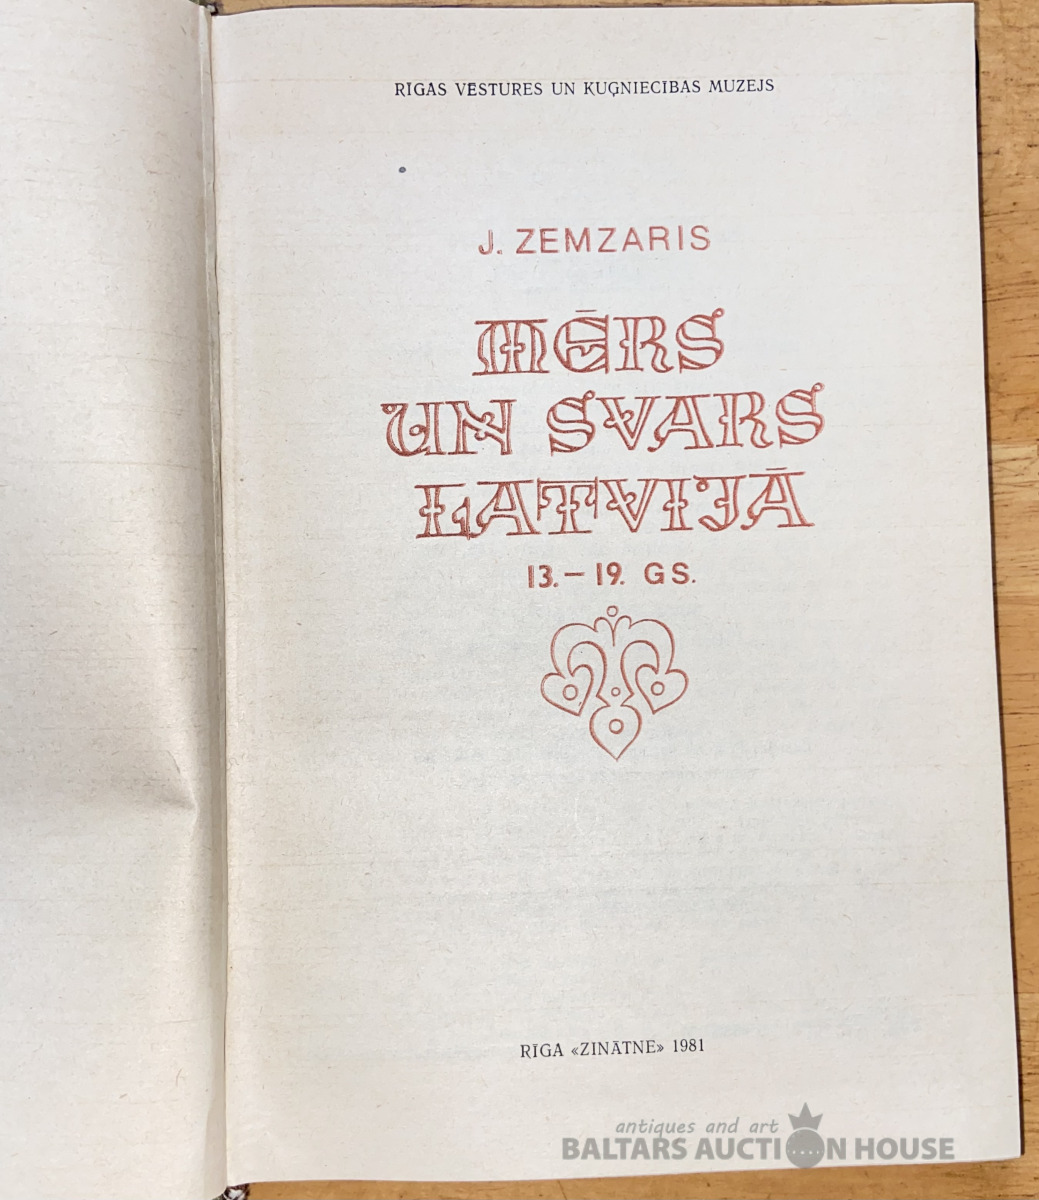 RĪGAS VĒSTURES UN KUĢNIECĪBAS MUZEJS
J. ZEMZARIS
MĒRS
UN SVARS
LATVIJĀ
13.–19. GS.
RĪGA «ZINĀTNE» 1981
antiques and art
BALTARS AUCTION HOUSE